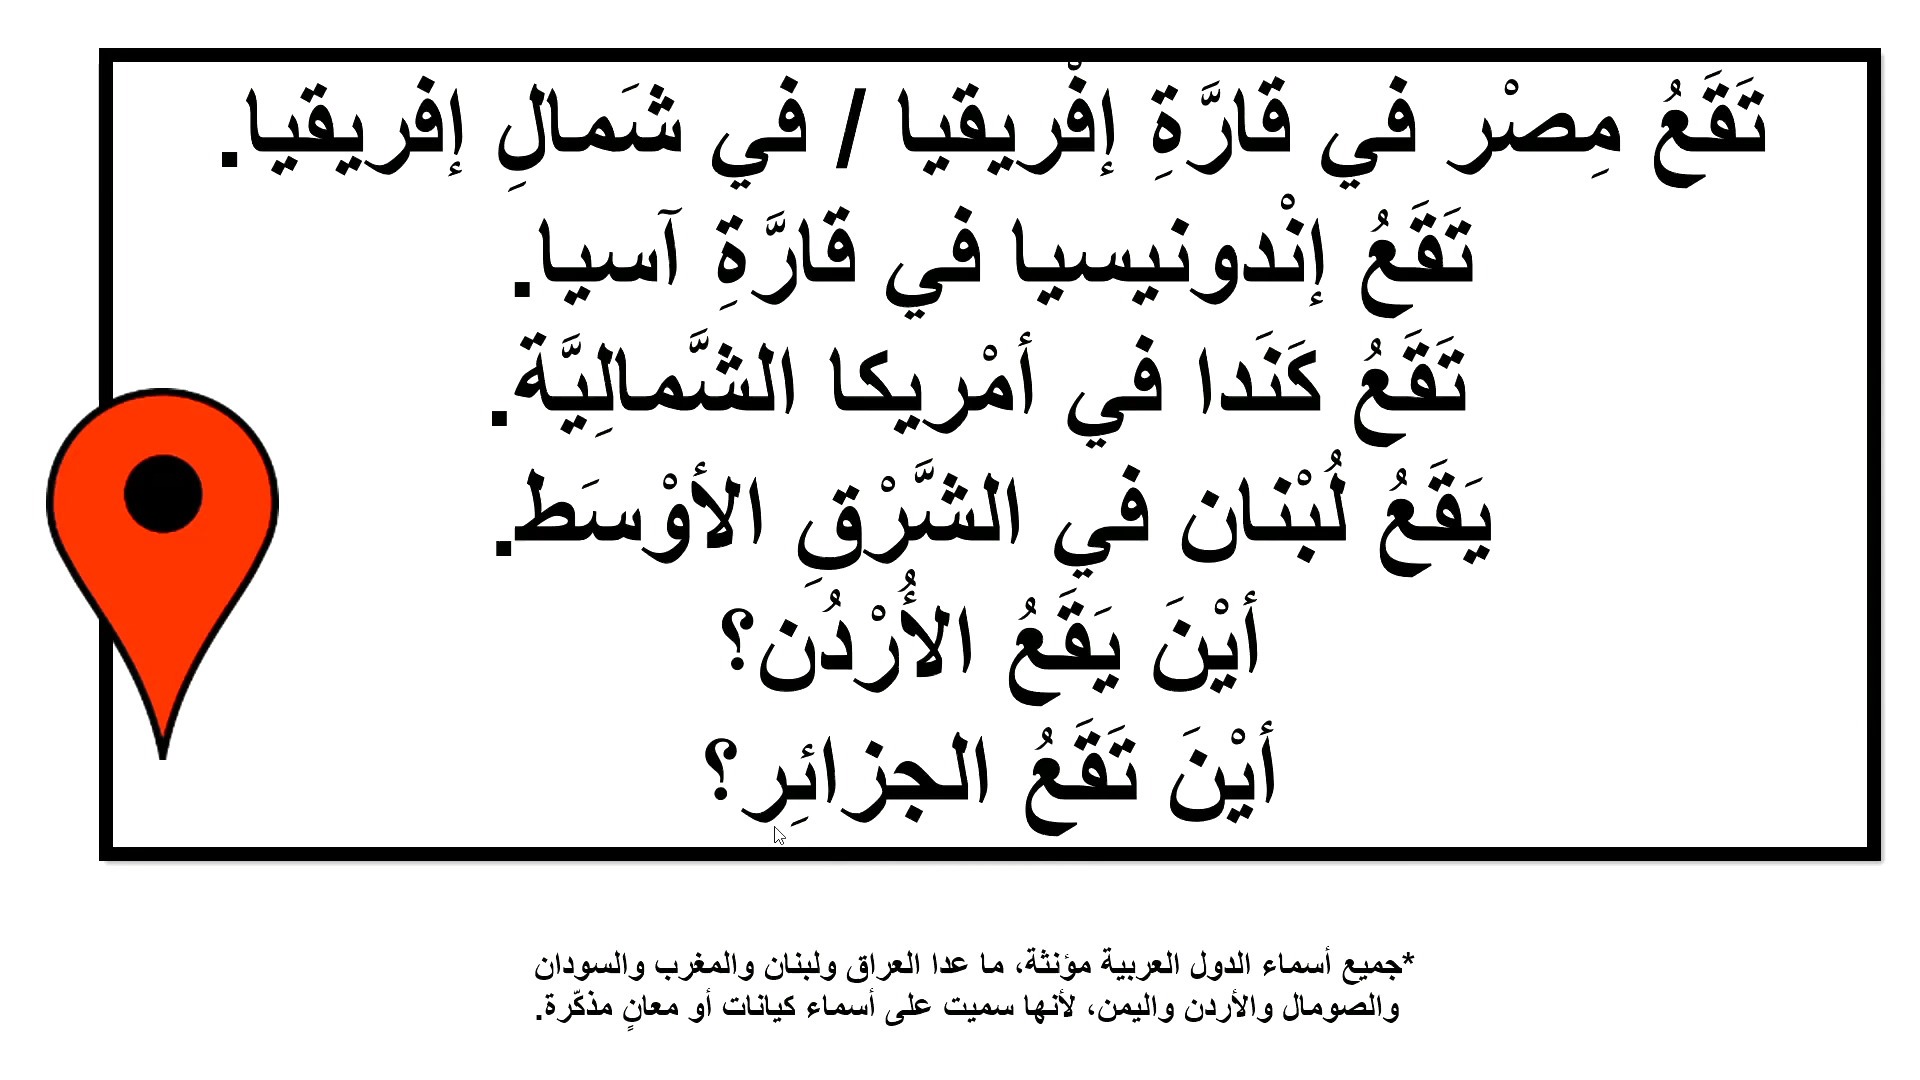 تَقَعُ مِصْر في قارَّةِ إفْريقيا / في شَمالِ إفريقيا.
تَقَعُ إنْدونيسيا في قارَّةِ آسيا.
تَقَعُ كَنَدا في أمْريكا الشَّمالِيَّة.
يَقَعُ لُبْنان في الشَّرْقِ الأوْسَط.
أيْنَ يَقَعُ الأُرْدُن؟
أيْنَ تَقَعُ الجزائِر؟
*جميع أسماء الدول العربية مؤنثة، ما عدا العراق ولبنان والمغرب والسودان
والصومال والأردن واليمن، لأنها سميت على أسماء كيانات أو معانٍ مذكّرة.